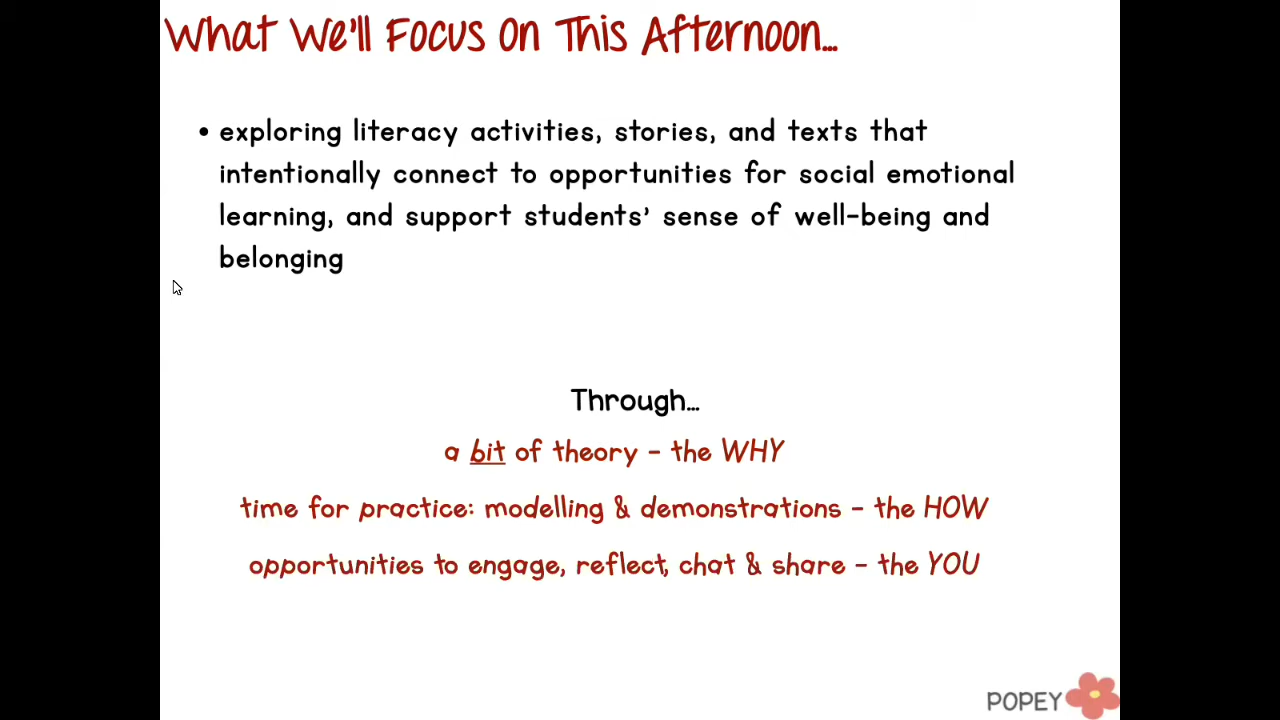 What We'll Focus On This Afternoon...
• exploring literacy activities, stories, and texts that
intentionally connect to opportunities for social emotional
learning, and support students' sense of well-being and
belonging
Through...
a bit of theory - the WHY
time for practice: modelling & demonstrations - the HOW
opportunities to engage, reflect, chat & share - the YOU
POPEY